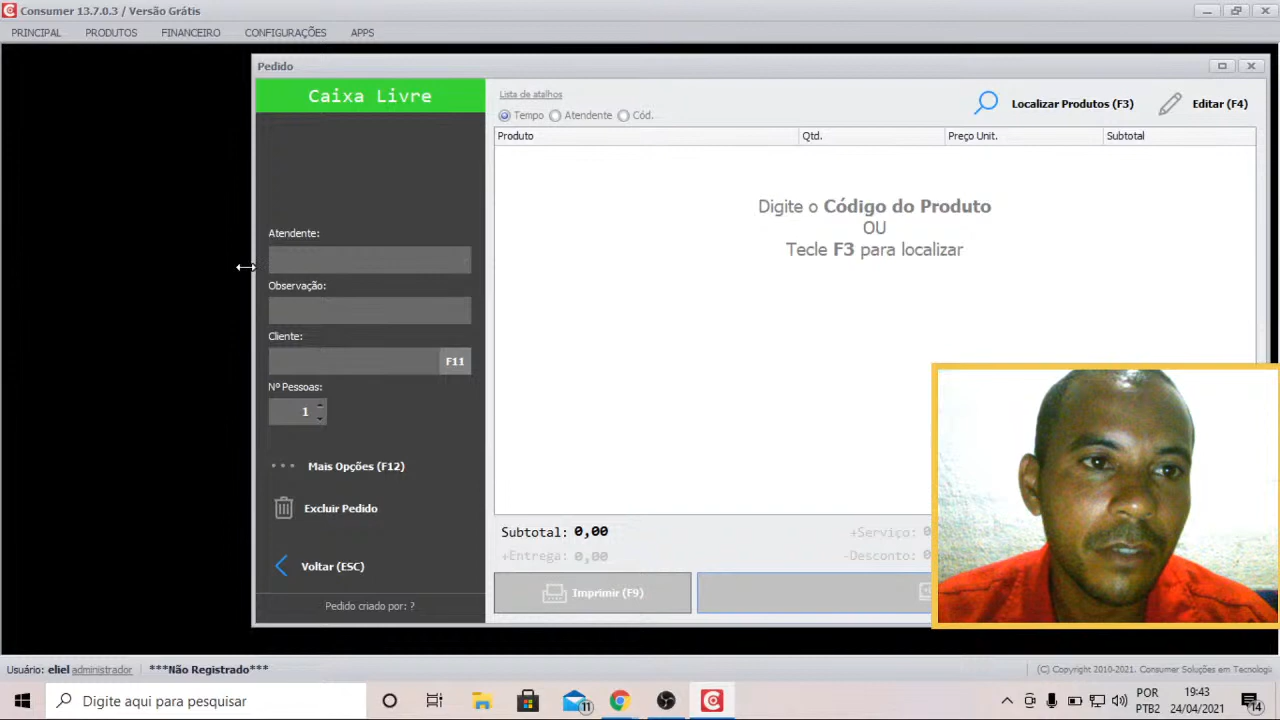 Consumer 13.7.0.3 / Versão Grátis
PRINCIPAL PRODUTOS FINANCEIRO CONFIGURAÇÕES APPS
Pedido
Caixa Livre
Lista de atalhos
Tempo Atendente Cód.
Localizar Produtos (F3) Editar (F4)
Produto Qtd. Preço Unit. Subtotal
Digite o Código do Produto
OU
Tecle F3 para localizar
Atendente:
Observação:
Cliente:
F11
Nº Pessoas:
1
Mais Opções (F12)
Excluir Pedido
Voltar (ESC)
Pedido criado por: ?
Subtotal: 0,00 +Serviço:
+Entrega: 0,00 -Desconto:
Imprimir (F9)
Usuário: eliel administrador ***Não Registrado*** (C) Copyright 2010-2021. Consumer Soluções em Tecnologi
Digite aqui para pesquisar
11
POR
PTB2
19:43
24/04/2021
14